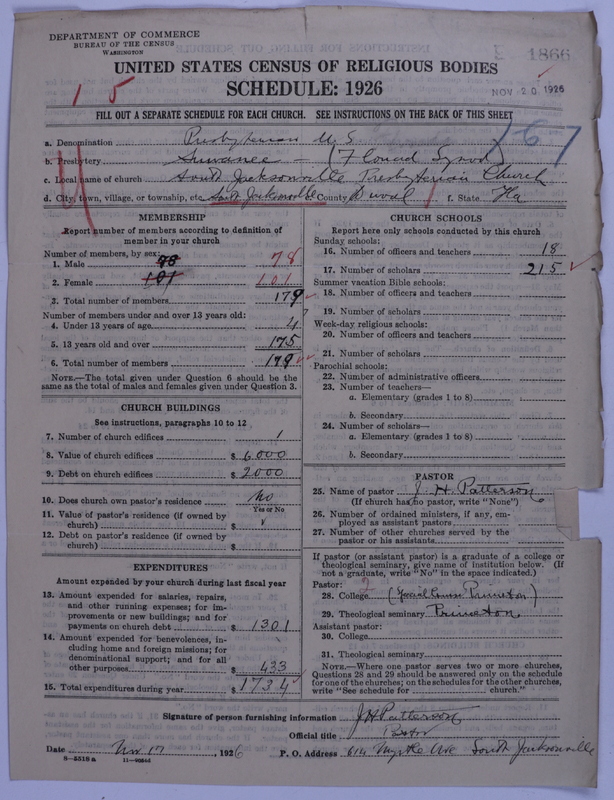 DEPARTMENT OF COMMERCE
BUREAU OF THE CENSUS
WASHINGTON
1866
UNITED STATES CENSUS OF RELIGIOUS BODIES
SCHEDULE: 1926
NOV 20 1926
1 5
FILL OUT A SEPARATE SCHEDULE FOR EACH CHURCH. SEE INSTRUCTIONS ON THE BACK OF THIS SHEET
a. Denomination Presbyterian U S
167
b. Presbytery Suwanee - (Synod)
c. Local name of church South Jacksonville Presbyterian Church
d. City, town, village, or township, etc. South Jacksonville County Duval f. State Fla
MEMBERSHIP
Report number of members according to definition of member in your church
Number of members, by sex:
1. Male 78 78
2. Female 101 101
3. Total number of members 179
Number of members under and over 13 years old:
4. Under 13 years of age 4
5. 13 years old and over 175
6. Total number of members 179
NOTE.—The total given under Question 6 should be the same as the total of males and females given under Question 3.
CHURCH BUILDINGS
See instructions, paragraphs 10 to 12
7. Number of church edifices 1
8. Value of church edifices $ 6000
9. Debt on church edifices $ 2000
10. Does church own pastor's residence No
Yes or No
11. Value of pastor's residence (if owned by church) $
12. Debt on pastor's residence (if owned by church) $
EXPENDITURES
Amount expended by your church during last fiscal year
13. Amount expended for salaries, repairs, and other running expenses; for improvements or new buildings; and for payments on church debt $ 1301
14. Amount expended for benevolences, including home and foreign missions; for denominational support; and for all other purposes $ 433
15. Total expenditures during year $ 1734
CHURCH SCHOOLS
Report here only schools conducted by this church
Sunday schools:
16. Number of officers and teachers 18
17. Number of scholars 215
Summer vacation Bible schools:
18. Number of officers and teachers
19. Number of scholars
Week-day religious schools:
20. Number of officers and teachers
21. Number of scholars
Parochial schools:
22. Number of administrative officers
23. Number of teachers—
a. Elementary (grades 1 to 8)
b. Secondary
24. Number of scholars—
a. Elementary (grades 1 to 8)
b. Secondary
PASTOR
25. Name of pastor J. H. Patterson
(If church has no pastor, write "None")
26. Number of ordained ministers, if any, employed as assistant pastors
27. Number of other churches served by the pastor or his assistants
If pastor (or assistant pastor) is a graduate of a college or theological seminary, give name of institution below. (If not a graduate, write "No" in the space indicated.)
Pastor:
28. College (Special Course Princeton)
29. Theological seminary Princeton
Assistant pastor:
30. College
31. Theological seminary
NOTE.—Where one pastor serves two or more churches, Questions 28 and 29 should be answered only on the schedule for one of the churches; on the schedules for the other churches, write "See schedule for church."
Signature of person furnishing information J H Patterson
Official title Pastor
Date Nov 17, 1926 P. O. Address 614 Myrtle Ave South Jacksonville
8—5518 a 11—9254